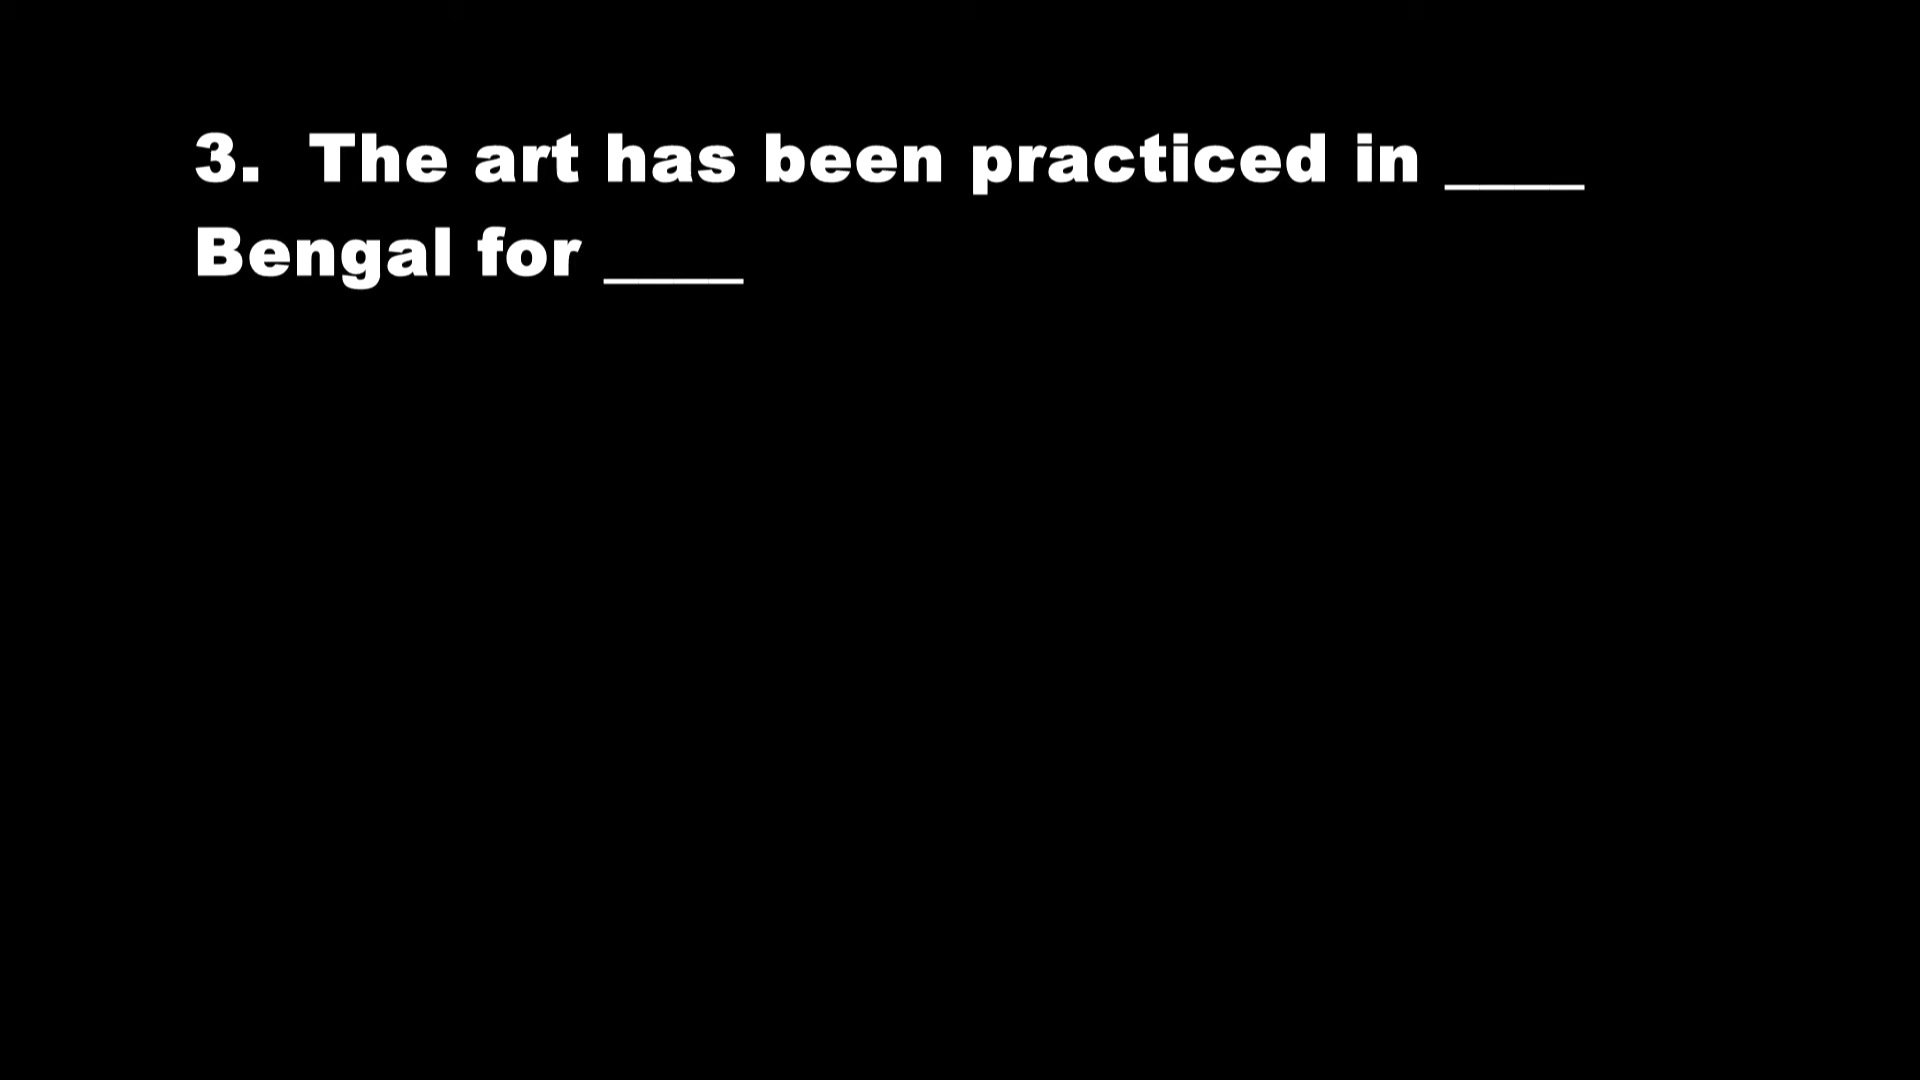 3.  The art has been practiced in ____
Bengal for ____